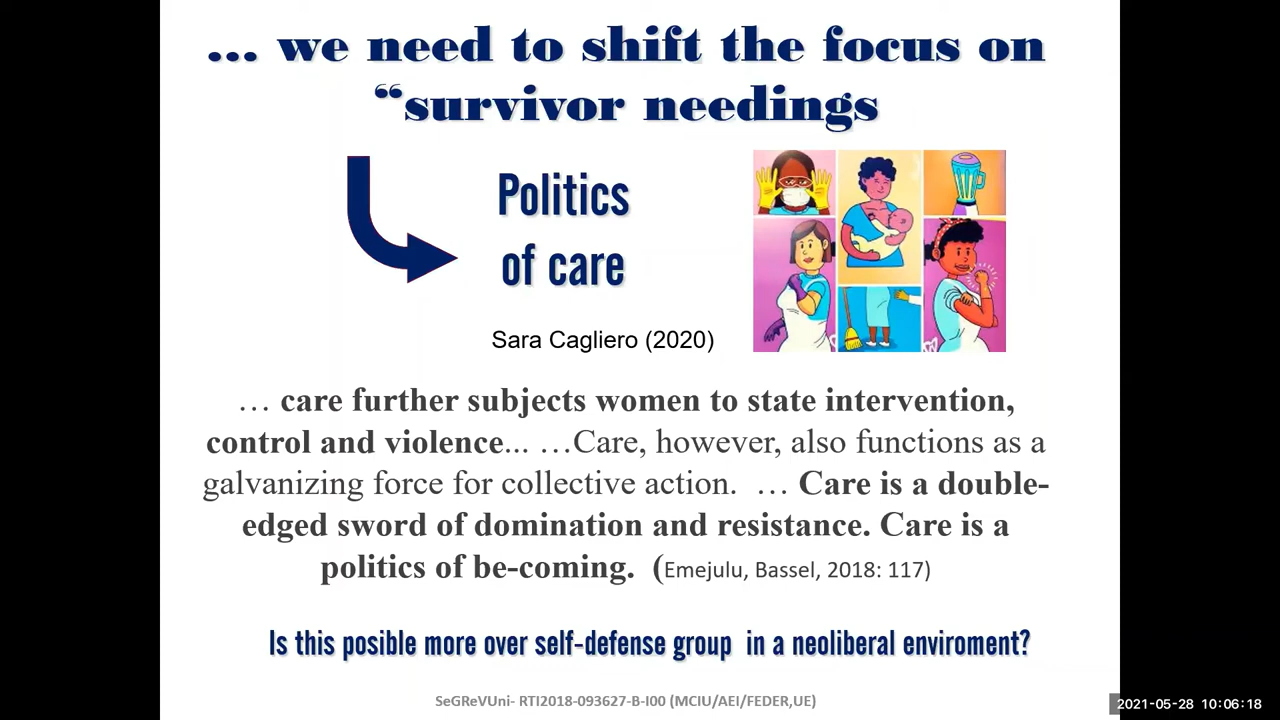 ... we need to shift the focus on
“survivor needings
Politics
of care
Sara Cagliero (2020)
… care further subjects women to state intervention,
control and violence... …Care, however, also functions as a
galvanizing force for collective action. … Care is a double-
edged sword of domination and resistance. Care is a
politics of be-coming. (Emejulu, Bassel, 2018: 117)
Is this posible more over self-defense group in a neoliberal enviroment?
SeGReVUni- RTI2018-093627-B-I00 (MCIU/AEI/FEDER,UE)
2021-05-28 10:06:18